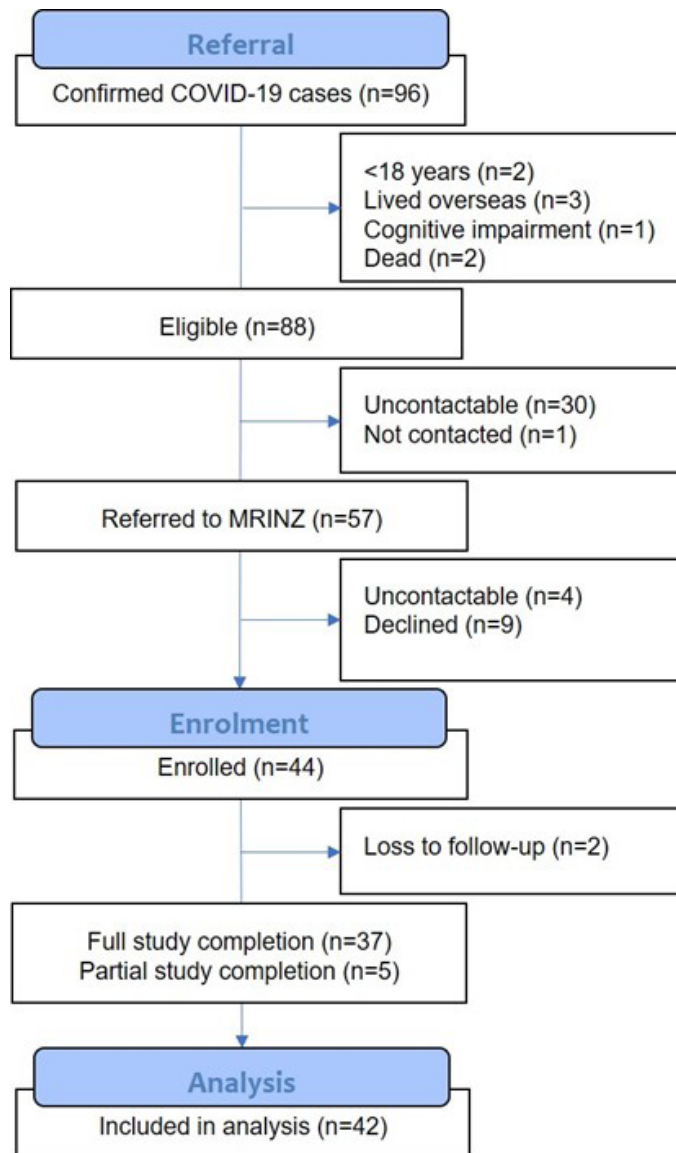 Referral
Confirmed COVID-19 cases (n=96)
<18 years (n=2)
Lived overseas (n=3)
Cognitive impairment (n=1)
Dead (n=2)
Eligible (n=88)
Uncontactable (n=30)
Not contacted (n=1)
Referred to MRINZ (n=57)
Uncontactable (n=4)
Declined (n=9)
Enrolment
Enrolled (n=44)
Loss to follow-up (n=2)
Full study completion (n=37)
Partial study completion (n=5)
Analysis
Included in analysis (n=42)